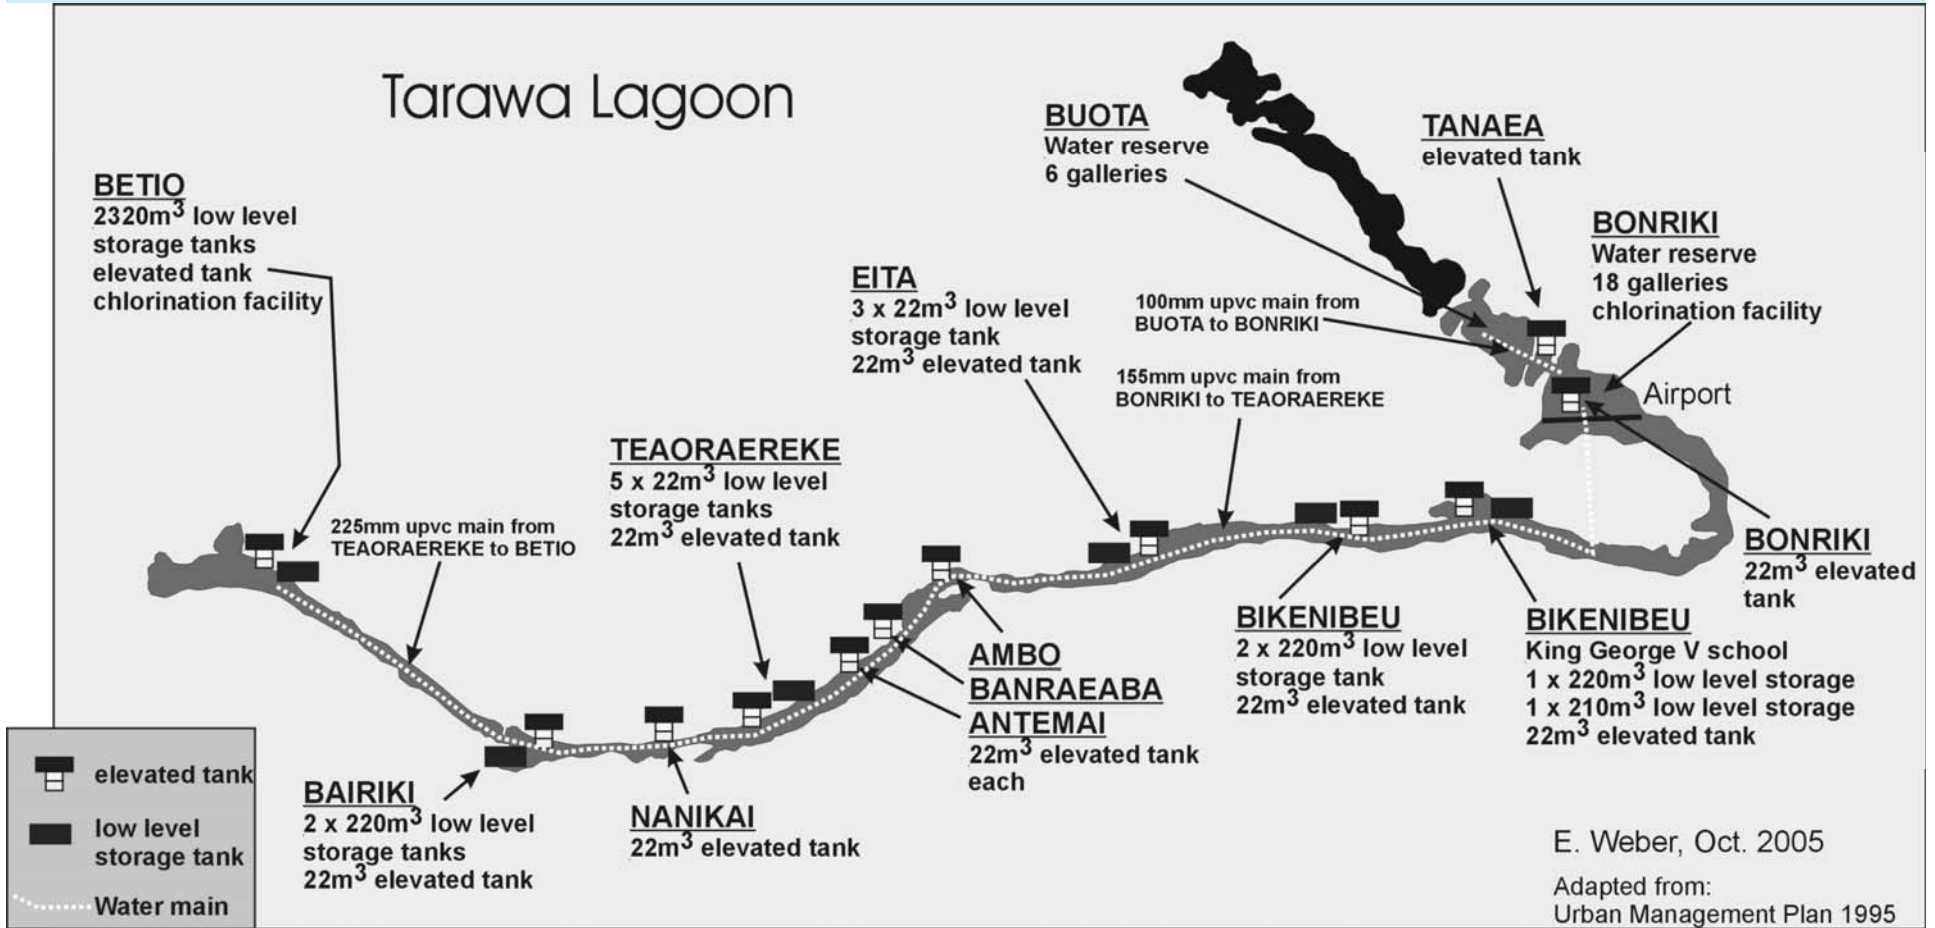 Tarawa Lagoon
BETIO
2320m³ low level
storage tanks
elevated tank
chlorination facility
BUOTA
Water reserve
6 galleries
TANAEA
elevated tank
BONRIKI
Water reserve
18 galleries
chlorination facility
EITA
3 x 22m³ low level
storage tank
22m³ elevated tank
100mm upvc main from
BUOTA to BONRIKI
155mm upvc main from
BONRIKI to TEAORAEREKE
Airport
TEAORAEREKE
5 x 22m³ low level
storage tanks
22m³ elevated tank
225mm upvc main from
TEAORAEREKE to BETIO
BONRIKI
22m³ elevated
tank
BIKENIBEU
2 x 220m³ low level
storage tank
22m³ elevated tank
BIKENIBEU
King George V school
1 x 220m³ low level storage
1 x 210m³ low level storage
22m³ elevated tank
AMBO
BANRAEABA
ANTEMAI
22m³ elevated tank
each
BAIRIKI
2 x 220m³ low level
storage tanks
22m³ elevated tank
NANIKAI
22m³ elevated tank
elevated tank
low level
storage tank
Water main
E. Weber, Oct. 2005
Adapted from:
Urban Management Plan 1995